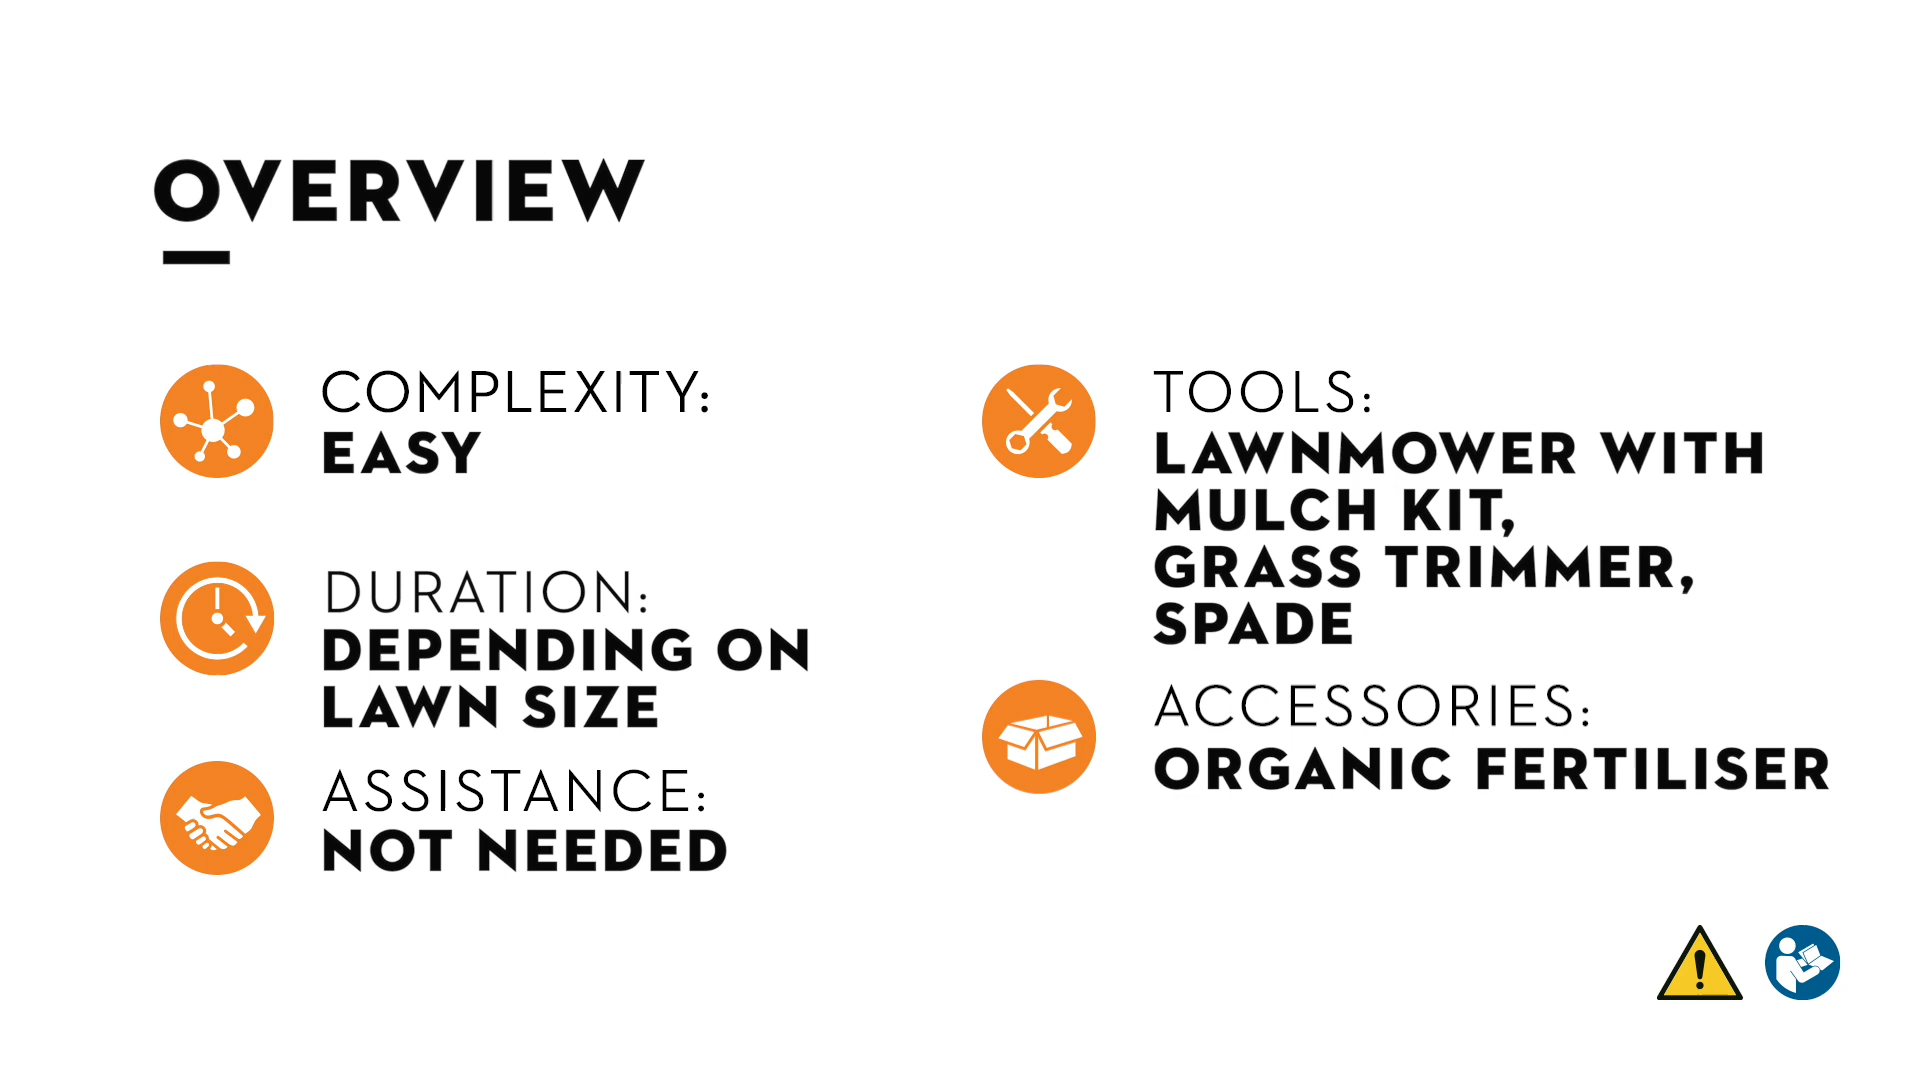 OVERVIEW
COMPLEXITY:
EASY
DURATION:
DEPENDING ON
LAWN SIZE
ASSISTANCE:
NOT NEEDED
TOOLS:
LAWNMOWER WITH
MULCH KIT,
GRASS TRIMMER,
SPADE
ACCESSORIES:
ORGANIC FERTILISER